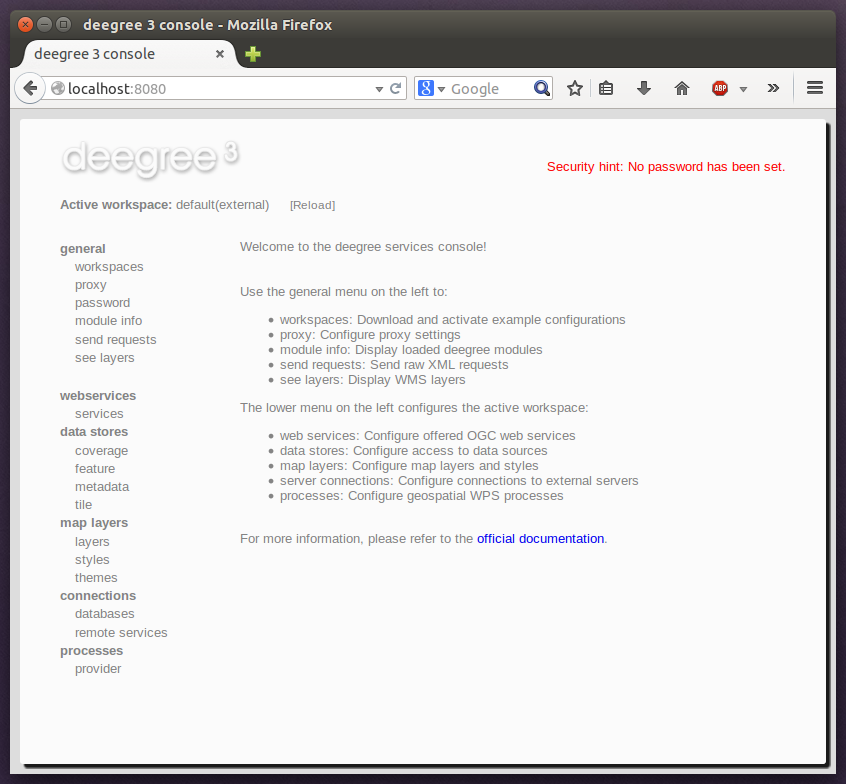 deegree 3 console - Mozilla Firefox
deegree 3 console
localhost:8080
8 Google
ABP
deegree 3
Security hint: No password has been set.
Active workspace: default(external) [Reload]
general
workspaces
proxy
password
module info
send requests
see layers
webservices
services
data stores
coverage
feature
metadata
tile
map layers
layers
styles
themes
connections
databases
remote services
processes
provider
Welcome to the deegree services console!
Use the general menu on the left to:
• workspaces: Download and activate example configurations
• proxy: Configure proxy settings
• module info: Display loaded deegree modules
• send requests: Send raw XML requests
• see layers: Display WMS layers
The lower menu on the left configures the active workspace:
• web services: Configure offered OGC web services
• data stores: Configure access to data sources
• map layers: Configure map layers and styles
• server connections: Configure connections to external servers
• processes: Configure geospatial WPS processes
For more information, please refer to the official documentation.